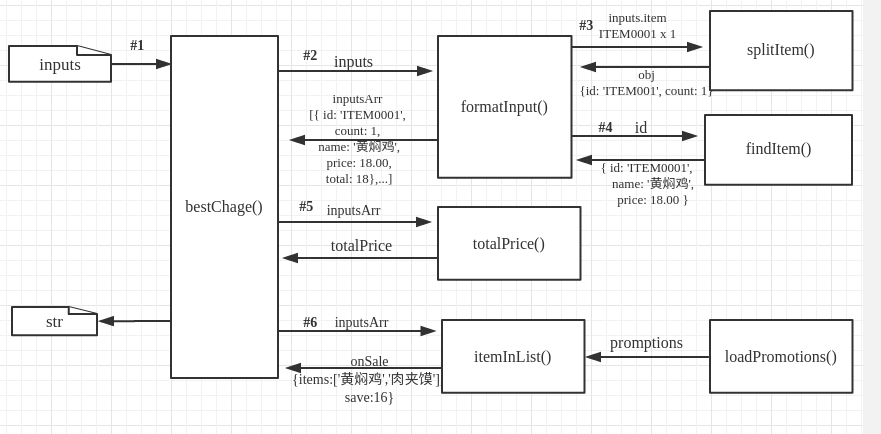 inputs
#1
bestChage()
#2
inputs
inputsArr
[{ id: 'ITEM0001',
count: 1,
name: '黄焖鸡',
price: 18.00,
total: 18},...]
formatInput()
#3
inputs.item
ITEM0001 x 1
splitItem()
obj
{id: 'ITEM001', count: 1}
#4
id
findItem()
{ id: 'ITEM0001',
name: '黄焖鸡',
price: 18.00 }
#5
inputsArr
totalPrice
totalPrice()
str
#6
inputsArr
onSale
{items:['黄焖鸡','肉夹馍'],
save:16}
itemInList()
promptions
loadPromotions()